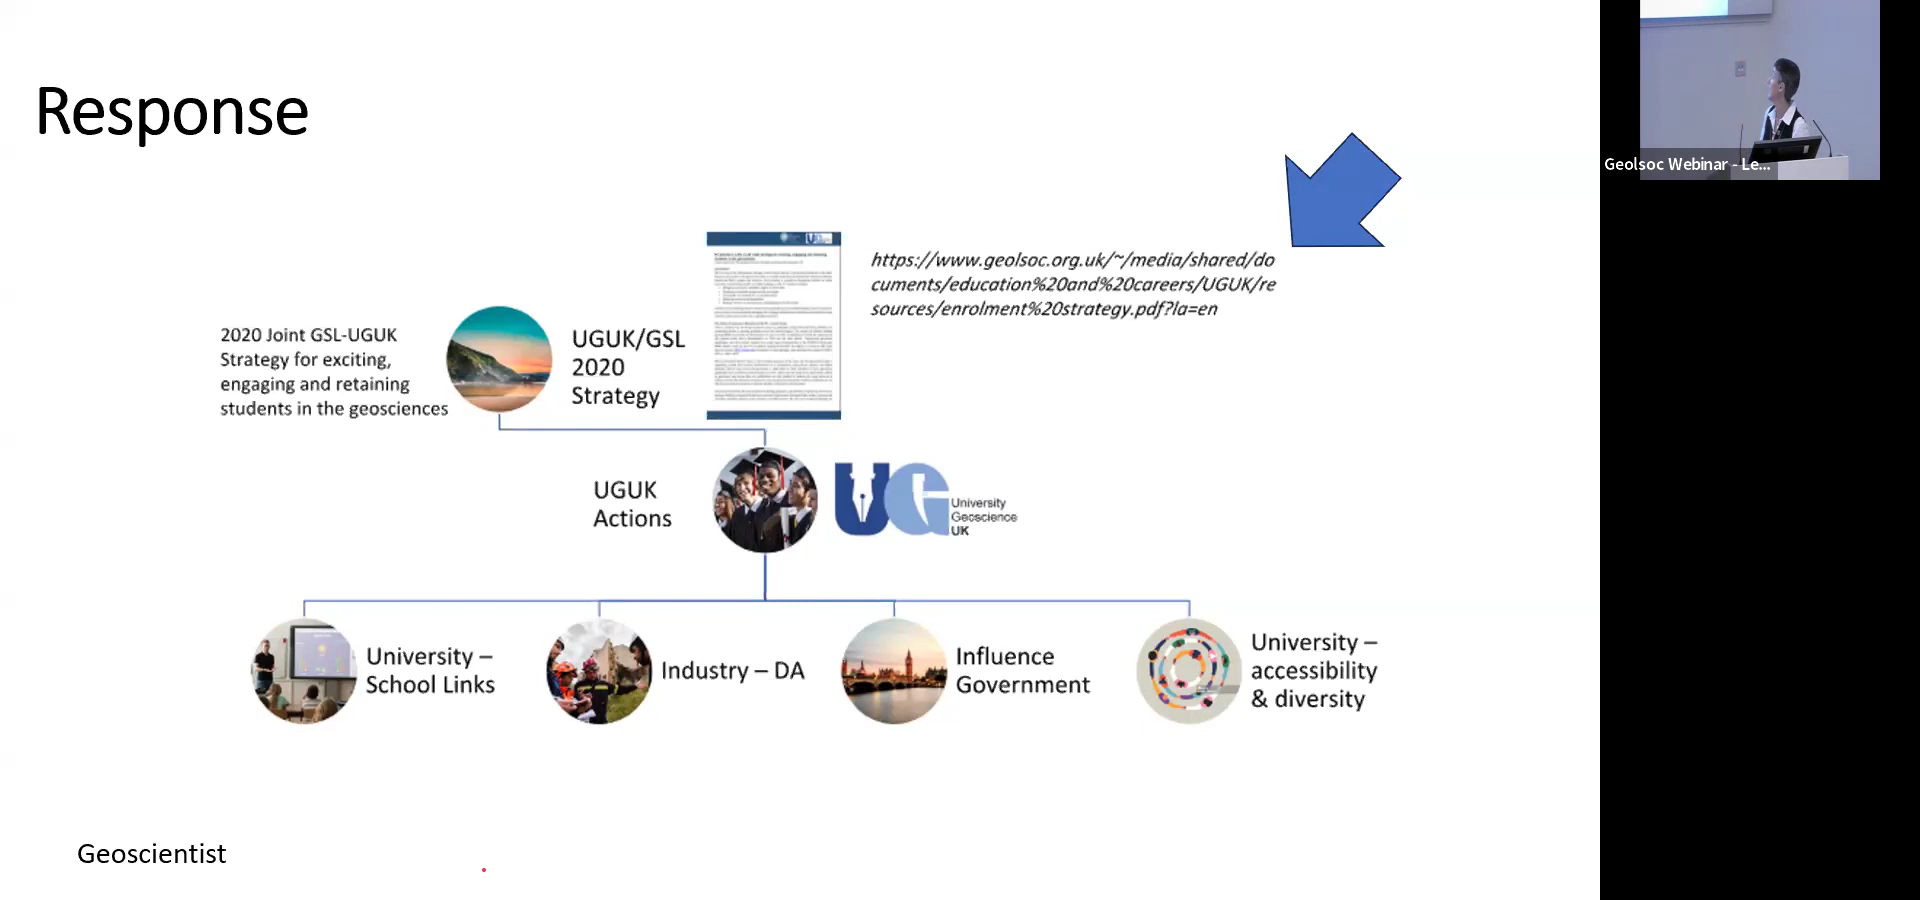 Response
https://www.geolsoc.org.uk/~/media/shared/do
cuments/education%20and%20careers/UGUK/re
sources/enrolment%20strategy.pdf?la=en
2020 Joint GSL-UGUK
Strategy for exciting,
engaging and retaining
students in the geosciences
UGUK/GSL
2020
Strategy
UGUK
Actions
UG
University
Geoscience
UK
University –
School Links
Industry – DA
Influence
Government
University –
accessibility
& diversity
Geoscientist
Geolsoc Webinar - Le...